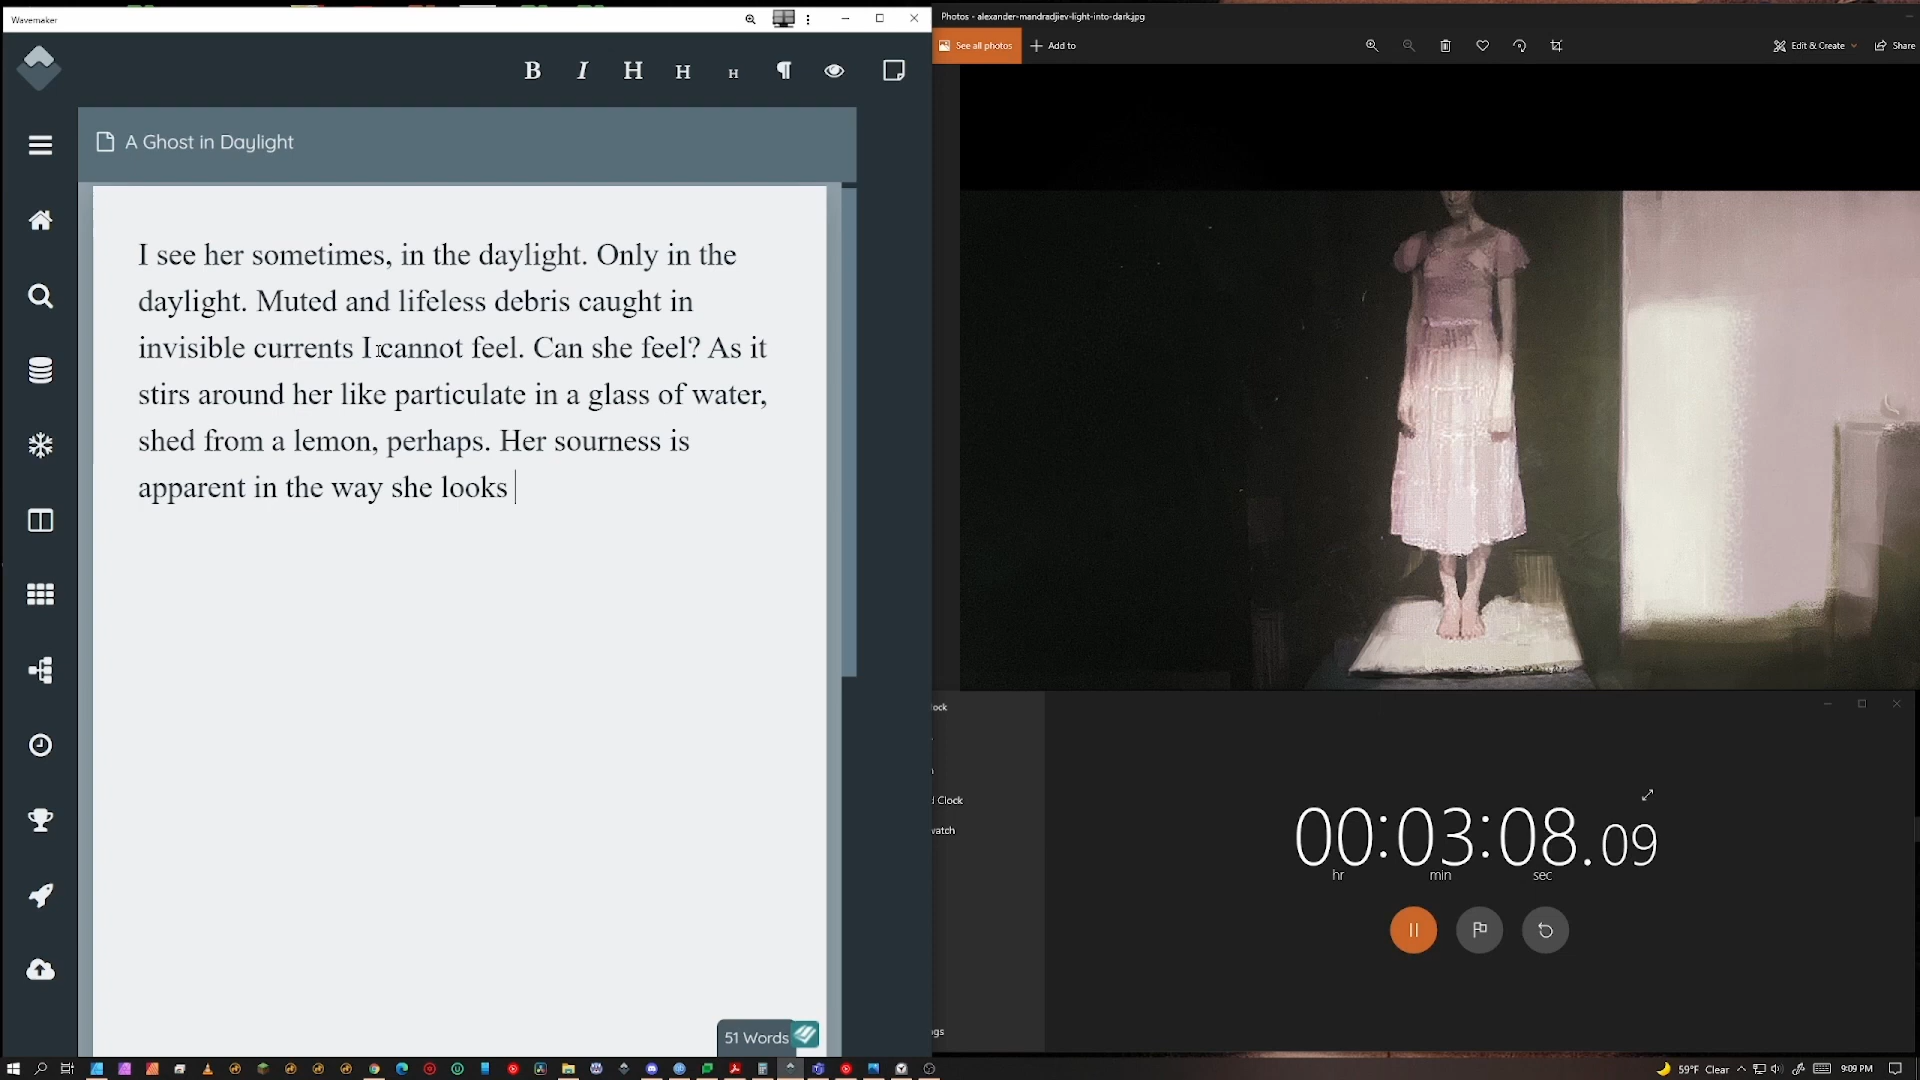 Wavemaker
B I H H H ¶
A Ghost in Daylight
I see her sometimes, in the daylight. Only in the
daylight. Muted and lifeless debris caught in
invisible currents I cannot feel. Can she feel? As it
stirs around her like particulate in a glass of water,
shed from a lemon, perhaps. Her sourness is
apparent in the way she looks
51 Words
Photos - alexander-mandradjiev-light-into-dark.jpg
See all photos
Add to
Edit & Create
Share
ock
d Clock
watch
gs
00:03:08.09
hr min sec
59°F Clear
9:09 PM